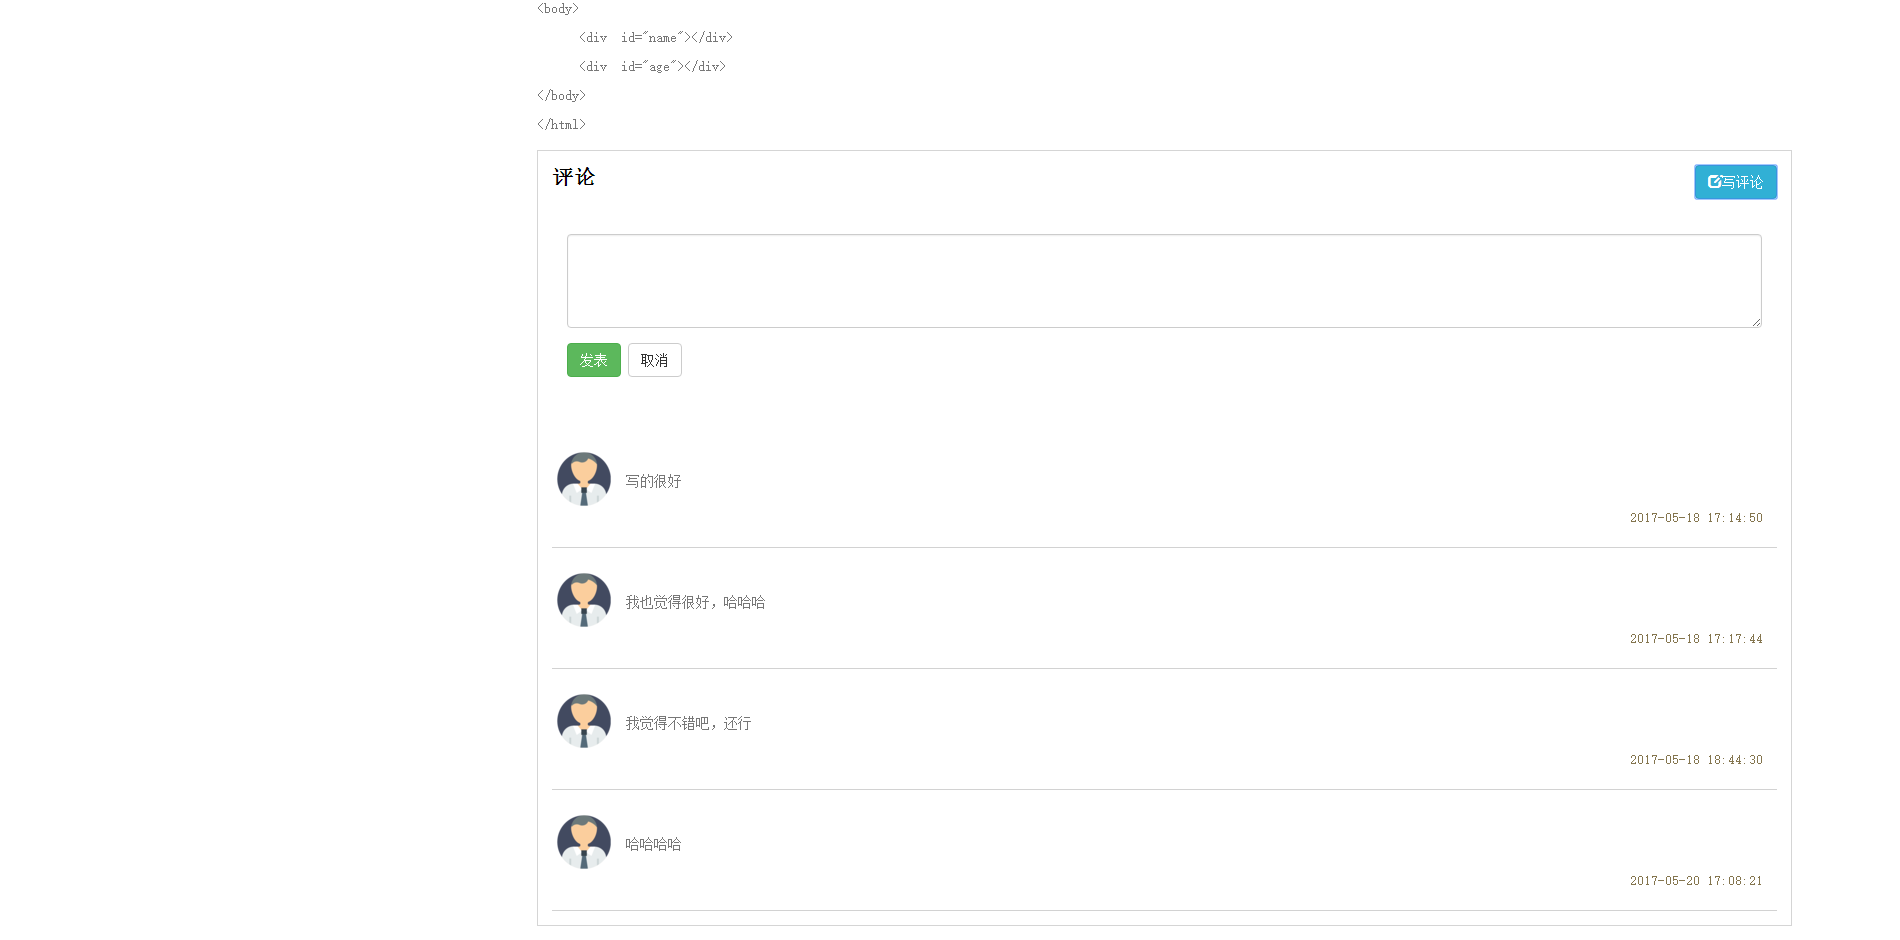 <body>
<div  id="name"></div>
<div  id="age"></div>
</body>
</html>
评论
写评论
发表 取消
写的很好
2017-05-18 17:14:50
我也觉得很好，哈哈哈
2017-05-18 17:17:44
我觉得不错吧，还行
2017-05-18 18:44:30
哈哈哈哈
2017-05-20 17:08:21